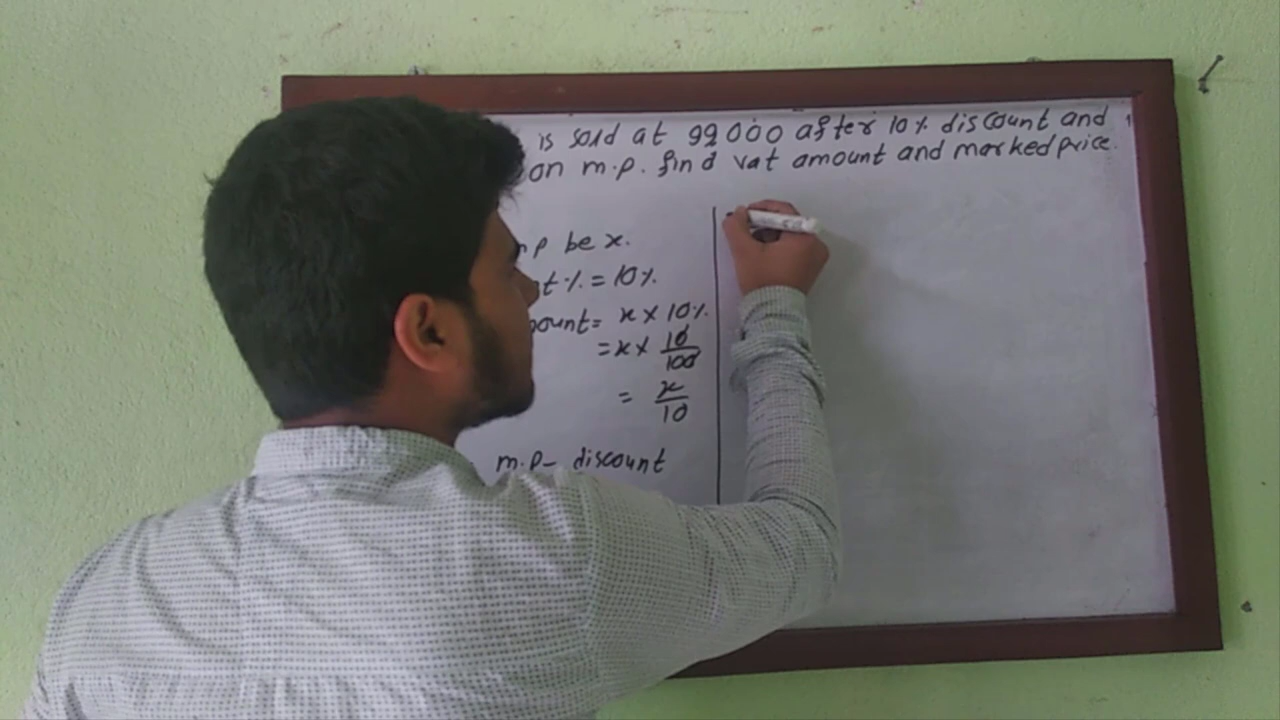 is sold at 99000 after 10% discount and
on m.p. find vat amount and marked price.
mp be x.
t% = 10%.
ount = x × 10%.
= x × 10/100
= x/10
m.p - discount